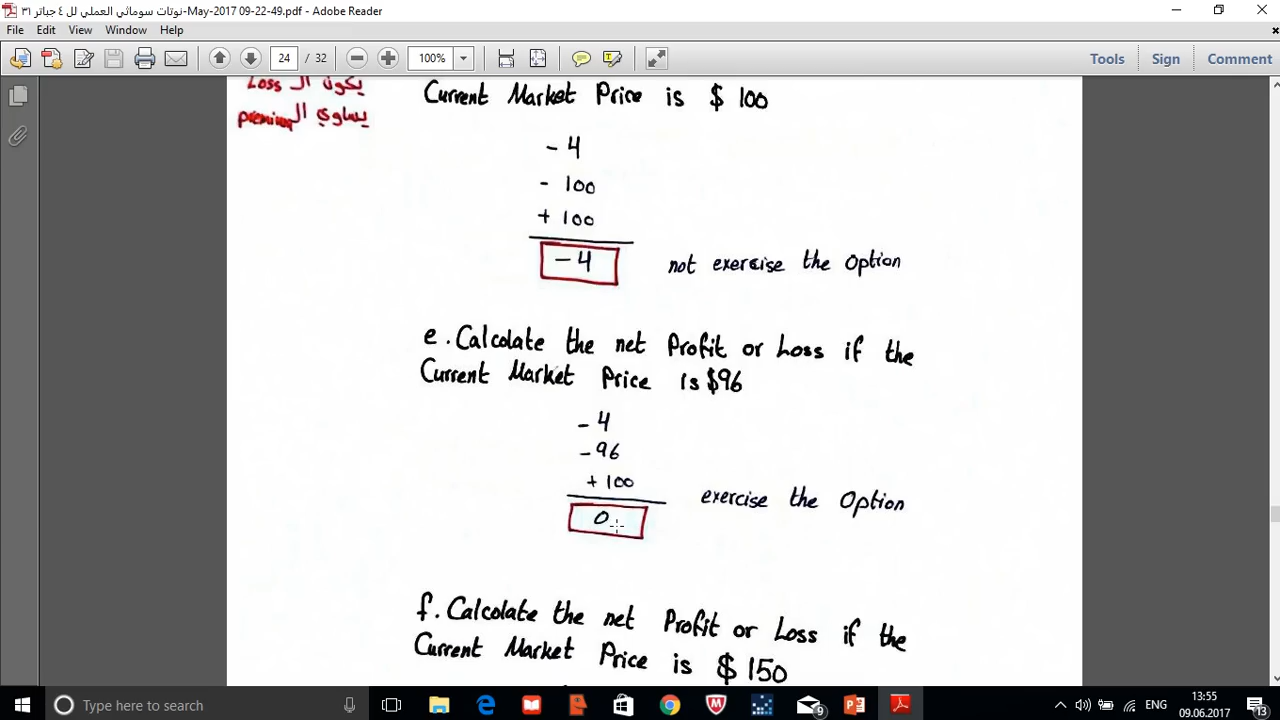 نوتات سومائي العملي لل ٤ جباتر ٣١-May-2017 09-22-49.pdf - Adobe Reader
File Edit View Window Help
24 / 32 100% Tools Sign Comment
يكون ال Loss
يساوي ال premium
Current Market Price is $ 100
- 4
- 100
+ 100
- 4 not exercise the Option
e. Calculate the net Profit or Loss if the
Current Market Price is $96
- 4
- 96
+ 100
0 exercise the Option
f. Calculate the net Profit or Loss if the
Current Market Price is $ 150
Type here to search
9
ENG
13:55
09.06.2017
13